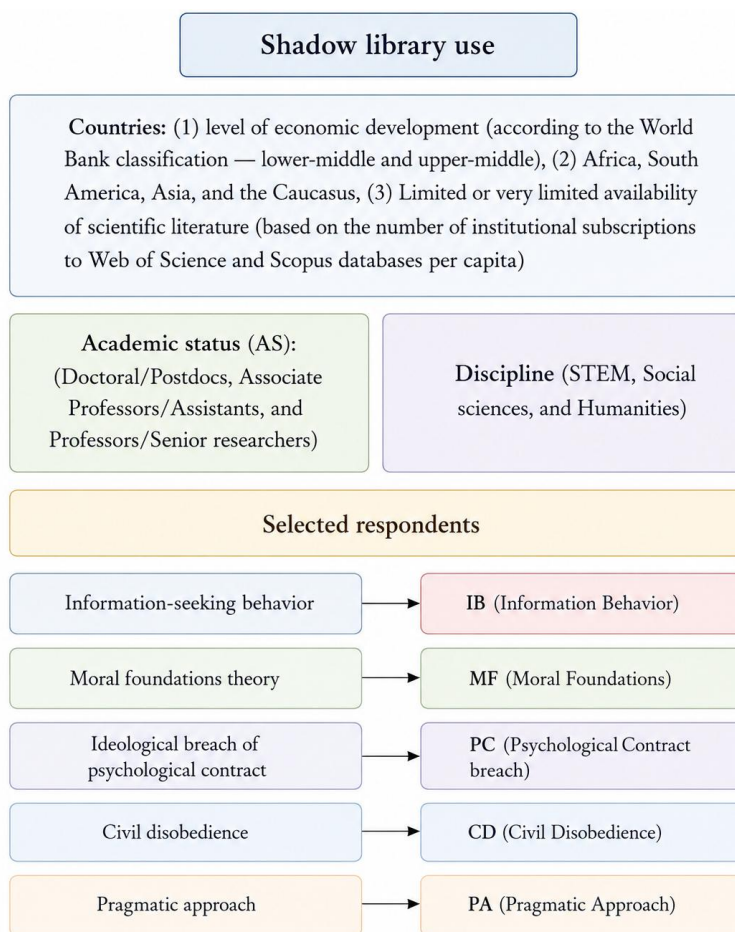 Shadow library use
Countries: (1) level of economic development (according to the World
Bank classification — lower-middle and upper-middle), (2) Africa, South
America, Asia, and the Caucasus, (3) Limited or very limited availability
of scientific literature (based on the number of institutional subscriptions
to Web of Science and Scopus databases per capita)
Academic status (AS):
(Doctoral/Postdocs, Associate
Professors/Assistants, and
Professors/Senior researchers)
Discipline (STEM, Social
sciences, and Humanities)
Selected respondents
Information-seeking behavior
IB (Information Behavior)
Moral foundations theory
MF (Moral Foundations)
Ideological breach of
psychological contract
PC (Psychological Contract
breach)
Civil disobedience
CD (Civil Disobedience)
Pragmatic approach
PA (Pragmatic Approach)